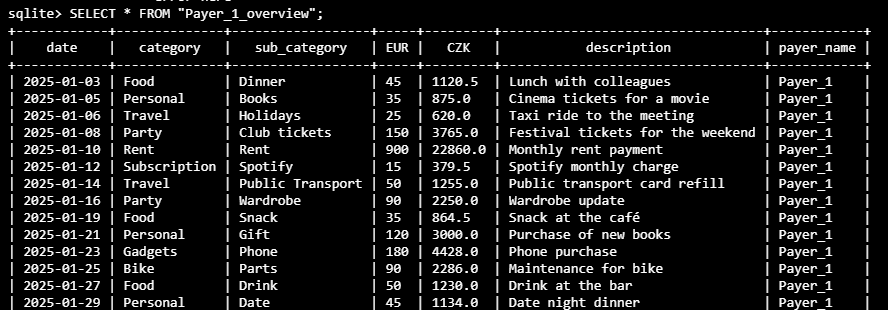 sqlite> SELECT * FROM "Payer_1_overview";
| date | category | sub_category | EUR | CZK | description | payer_name |
| 2025-01-03 | Food | Dinner | 45 | 1120.5 | Lunch with colleagues | Payer_1 |
| 2025-01-05 | Personal | Books | 35 | 875.0 | Cinema tickets for a movie | Payer_1 |
| 2025-01-06 | Travel | Holidays | 25 | 620.0 | Taxi ride to the meeting | Payer_1 |
| 2025-01-08 | Party | Club tickets | 150 | 3765.0 | Festival tickets for the weekend | Payer_1 |
| 2025-01-10 | Rent | Rent | 900 | 22860.0 | Monthly rent payment | Payer_1 |
| 2025-01-12 | Subscription | Spotify | 15 | 379.5 | Spotify monthly charge | Payer_1 |
| 2025-01-14 | Travel | Public Transport | 50 | 1255.0 | Public transport card refill | Payer_1 |
| 2025-01-16 | Party | Wardrobe | 90 | 2250.0 | Wardrobe update | Payer_1 |
| 2025-01-19 | Food | Snack | 35 | 864.5 | Snack at the café | Payer_1 |
| 2025-01-21 | Personal | Gift | 120 | 3000.0 | Purchase of new books | Payer_1 |
| 2025-01-23 | Gadgets | Phone | 180 | 4428.0 | Phone purchase | Payer_1 |
| 2025-01-25 | Bike | Parts | 90 | 2286.0 | Maintenance for bike | Payer_1 |
| 2025-01-27 | Food | Drink | 50 | 1230.0 | Drink at the bar | Payer_1 |
| 2025-01-29 | Personal | Date | 45 | 1134.0 | Date night dinner | Payer_1 |